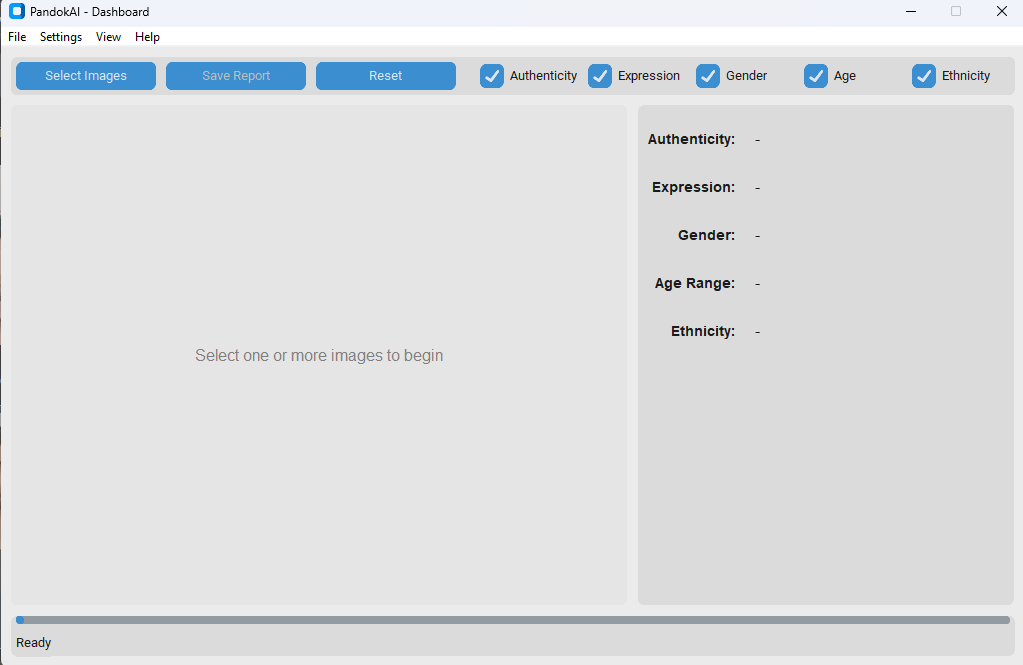 PandokAI - Dashboard
File Settings View Help
Select Images Save Report Reset Authenticity Expression Gender Age Ethnicity
Authenticity: -
Expression: -
Gender: -
Age Range: -
Ethnicity: -
Select one or more images to begin
Ready